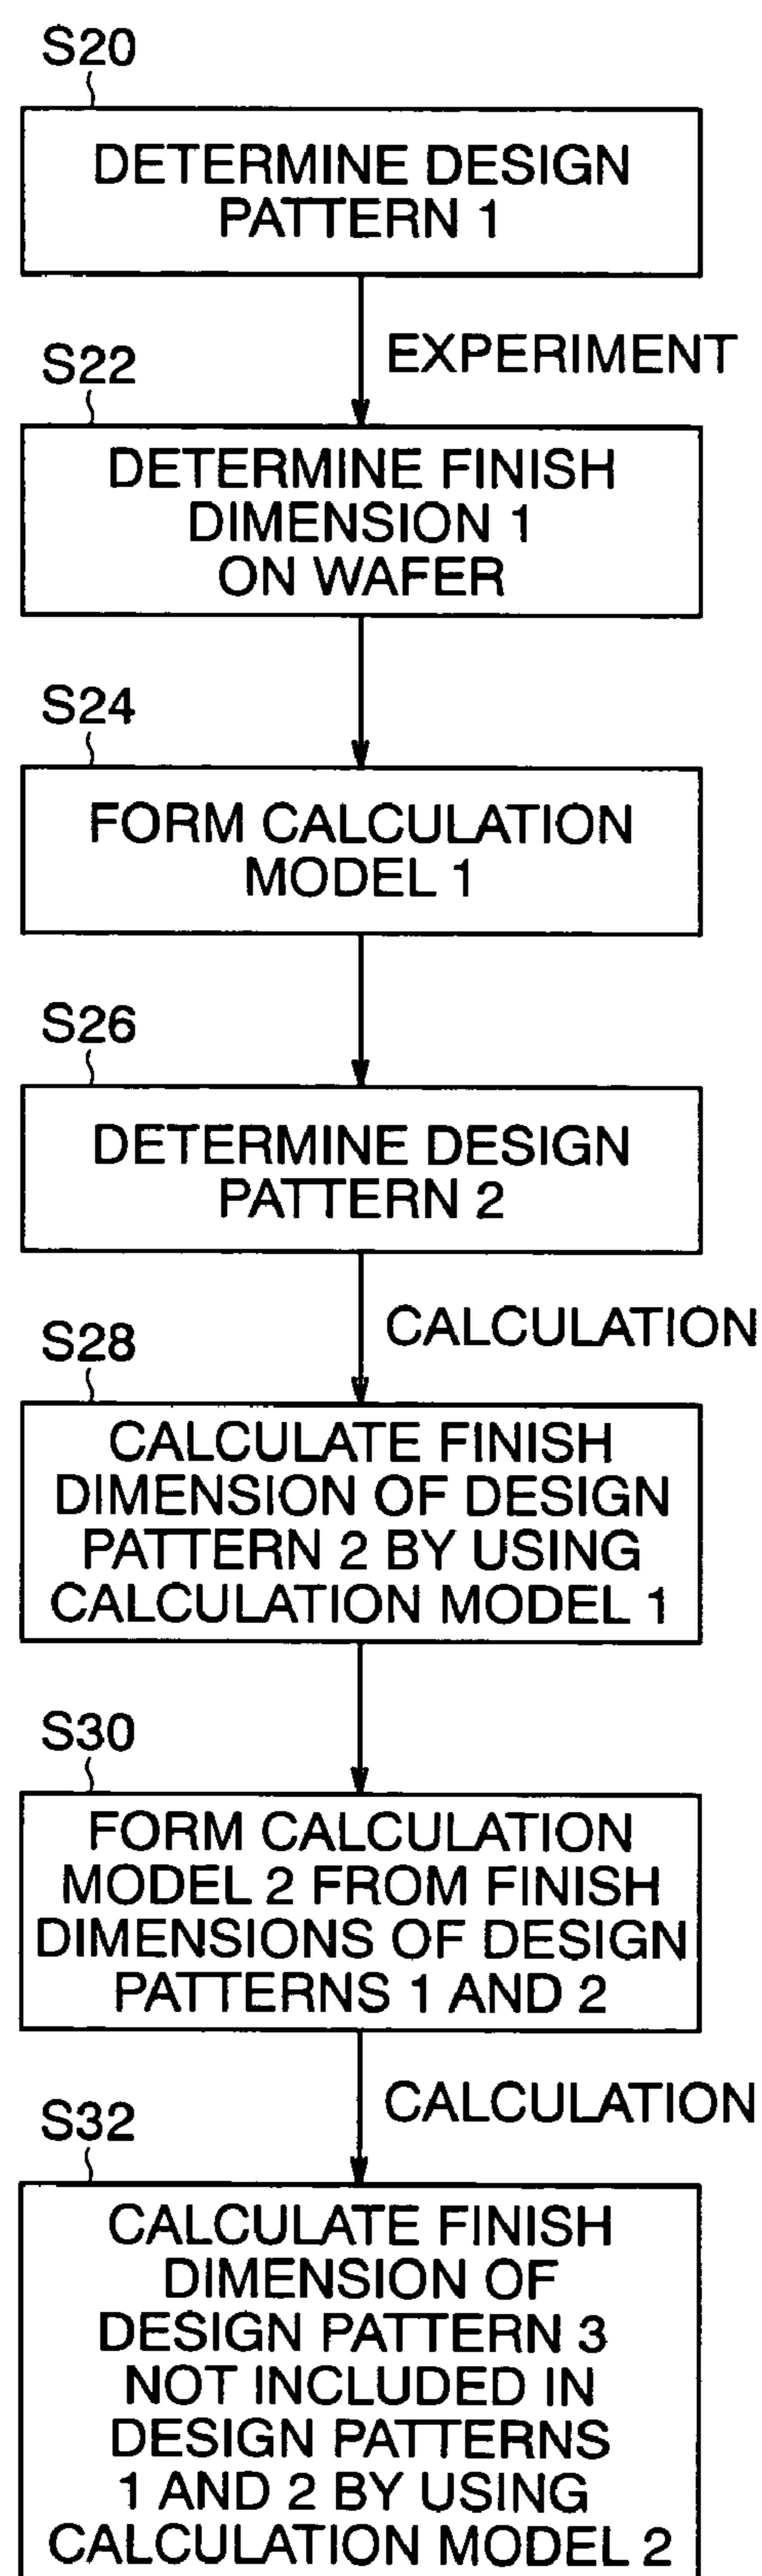 S20
DETERMINE DESIGN
PATTERN 1
EXPERIMENT
S22
DETERMINE FINISH
DIMENSION 1
ON WAFER
S24
FORM CALCULATION
MODEL 1
S26
DETERMINE DESIGN
PATTERN 2
CALCULATION
S28
CALCULATE FINISH
DIMENSION OF DESIGN
PATTERN 2 BY USING
CALCULATION MODEL 1
S30
FORM CALCULATION
MODEL 2 FROM FINISH
DIMENSIONS OF DESIGN
PATTERNS 1 AND 2
CALCULATION
S32
CALCULATE FINISH
DIMENSION OF
DESIGN PATTERN 3
NOT INCLUDED IN
DESIGN PATTERNS
1 AND 2 BY USING
CALCULATION MODEL 2